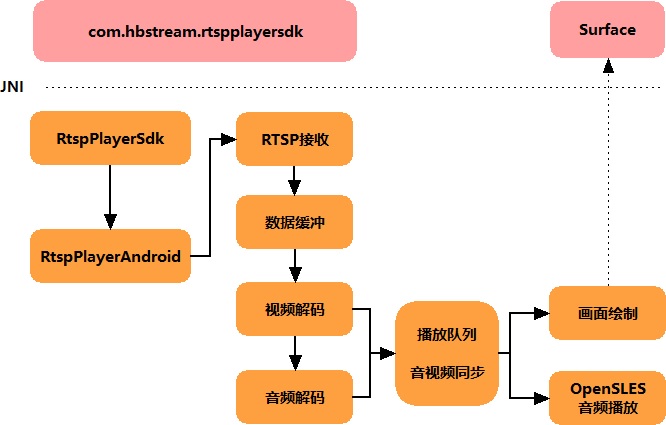 com.hbstream.rtspplayersdk
Surface
JNI
RtspPlayerSdk
RTSP接收
数据缓冲
RtspPlayerAndroid
视频解码
播放队列
音视频同步
画面绘制
音频解码
OpenSLES
音频播放